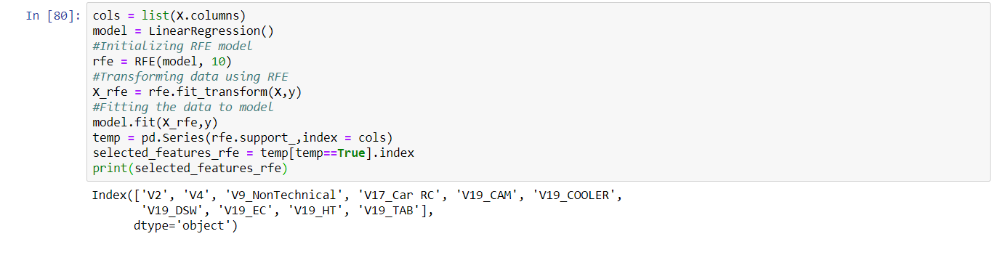 In [80]: cols = list(X.columns)
model = LinearRegression()
#Initializing RFE model
rfe = RFE(model, 10)
#Transforming data using RFE
X_rfe = rfe.fit_transform(X,y)
#Fitting the data to model
model.fit(X_rfe,y)
temp = pd.Series(rfe.support_,index = cols)
selected_features_rfe = temp[temp==True].index
print(selected_features_rfe)
Index(['V2', 'V4', 'V9_NonTechnical', 'V17_Car RC', 'V19_CAM', 'V19_COOLER',
'V19_DSW', 'V19_EC', 'V19_HT', 'V19_TAB'],
dtype='object')